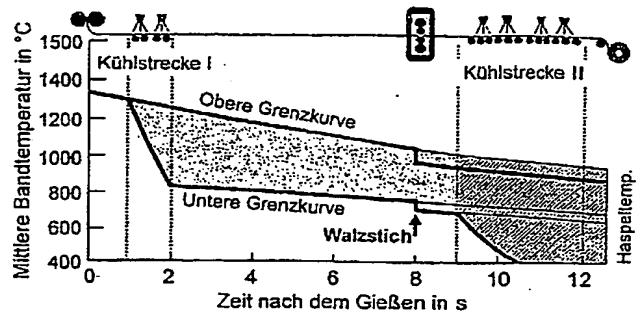 Mittlere Bandtemperatur in °C
1500
1400
1200
1000
800
600
400
Kühlstrecke I
Kühlstrecke II
Obere Grenzkurve
Untere Grenzkurve
Walzstich
Haspeltemp.
0
2
4
6
8
10
12
Zeit nach dem Gießen in s